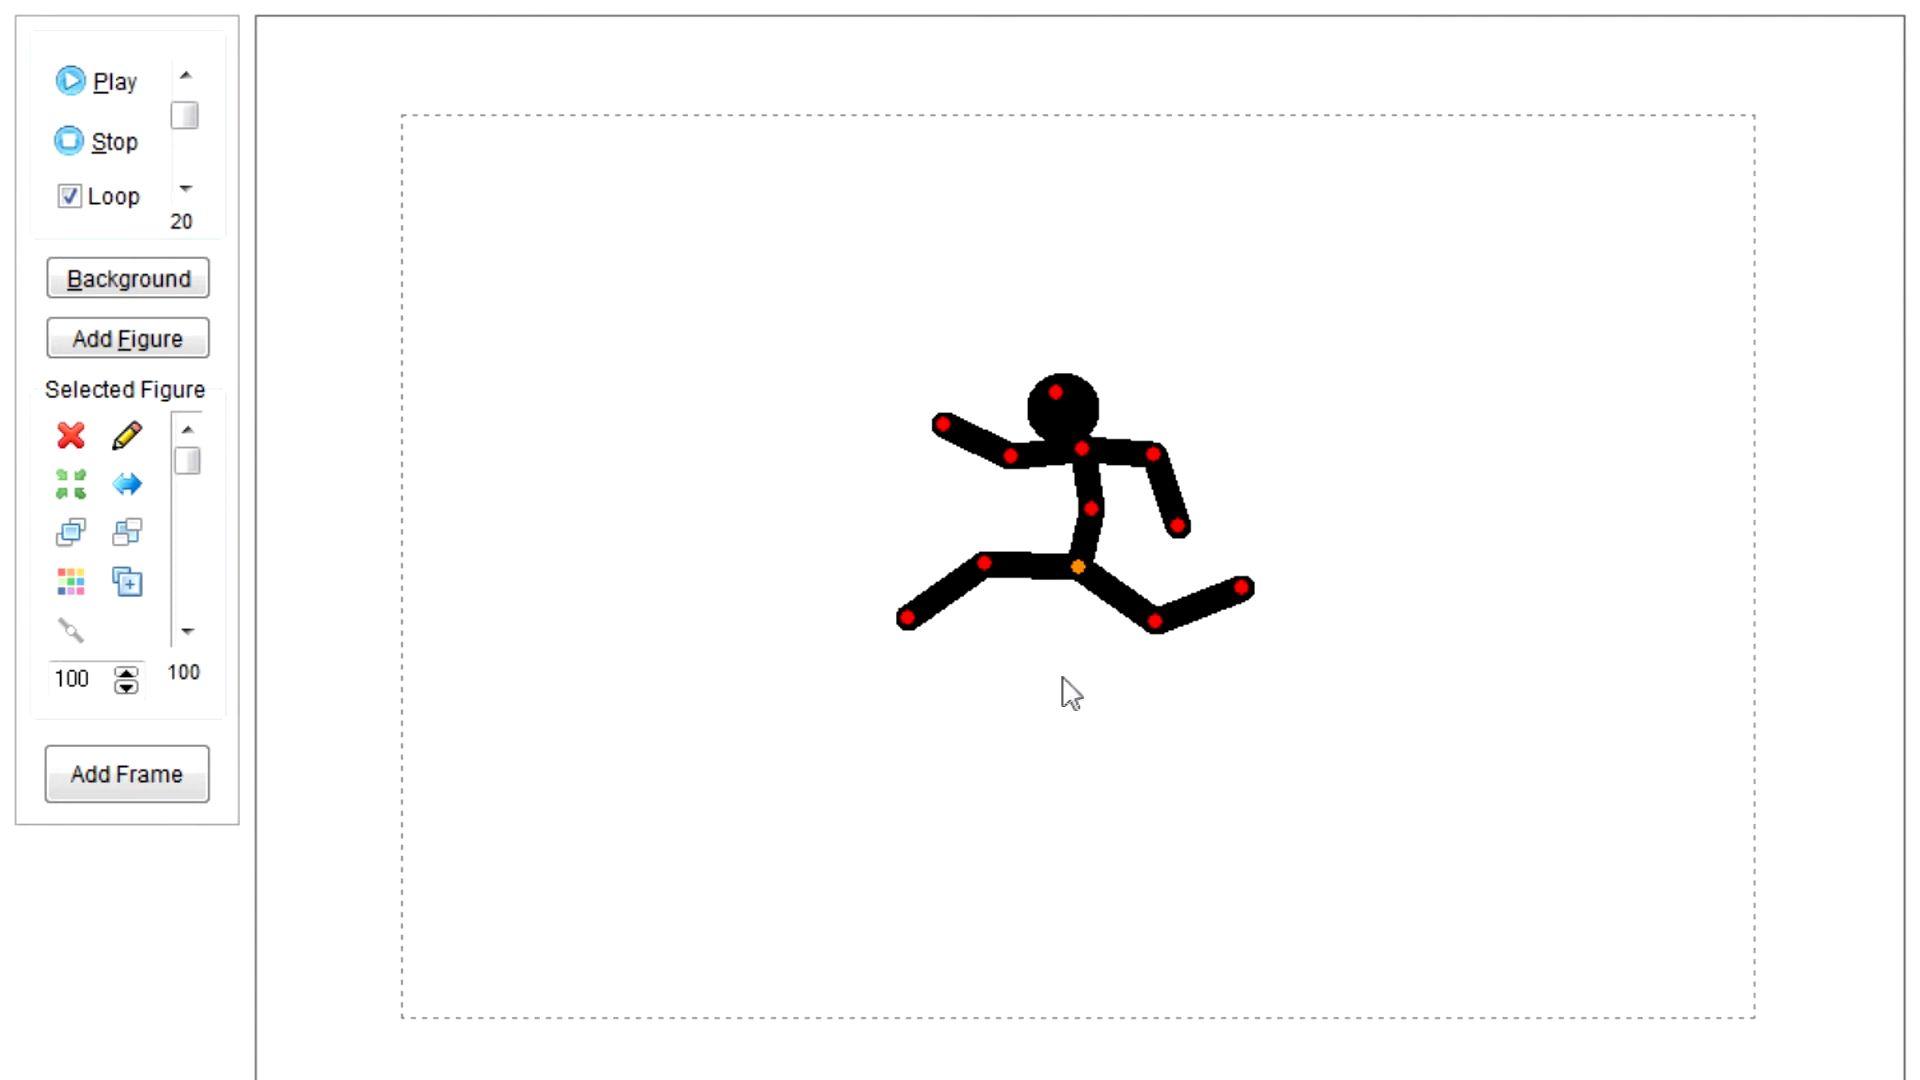 Play
Stop
Loop
20
Background
Add Figure
Selected Figure
100
100
Add Frame